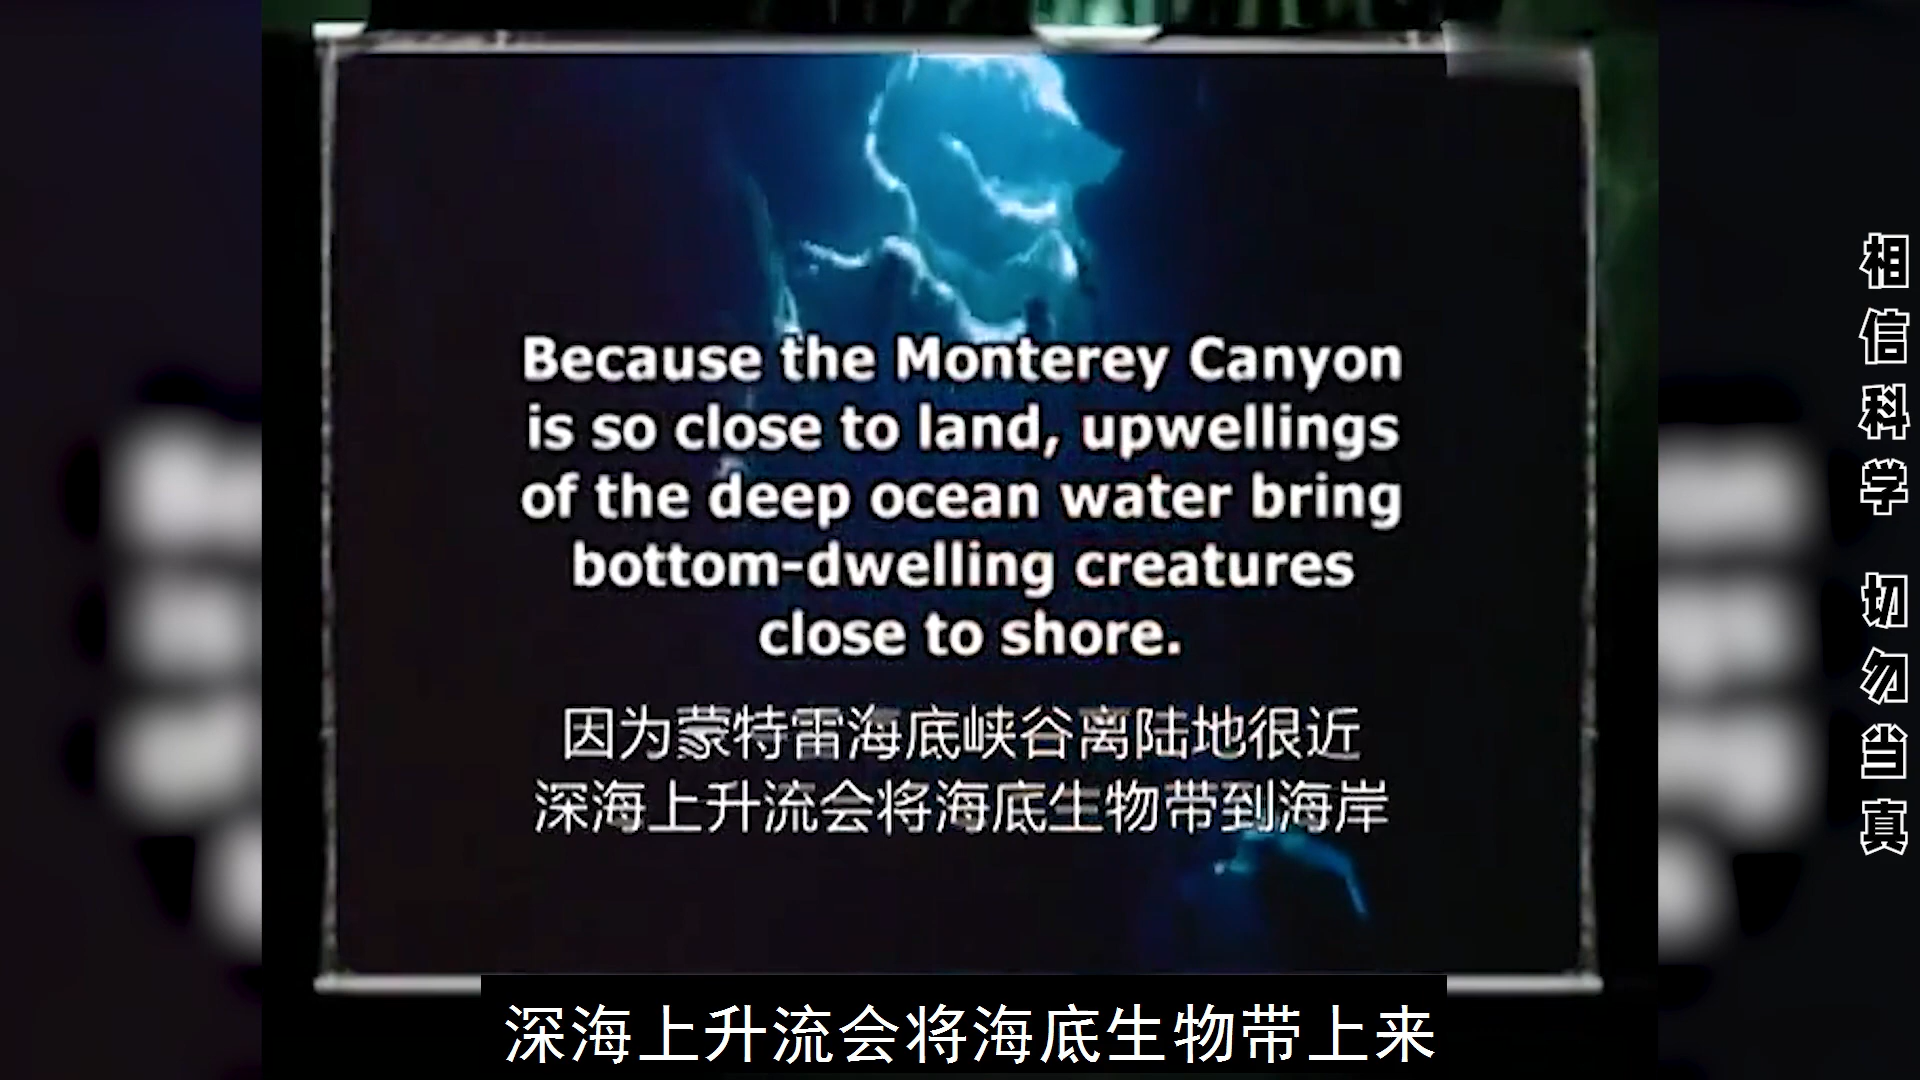 Because the Monterey Canyon
is so close to land, upwellings
of the deep ocean water bring
bottom-dwelling creatures
close to shore.
因为蒙特雷海底峡谷离陆地很近
深海上升流会将海底生物带到海岸
深海上升流会将海底生物带上来
相信科学 切勿当真